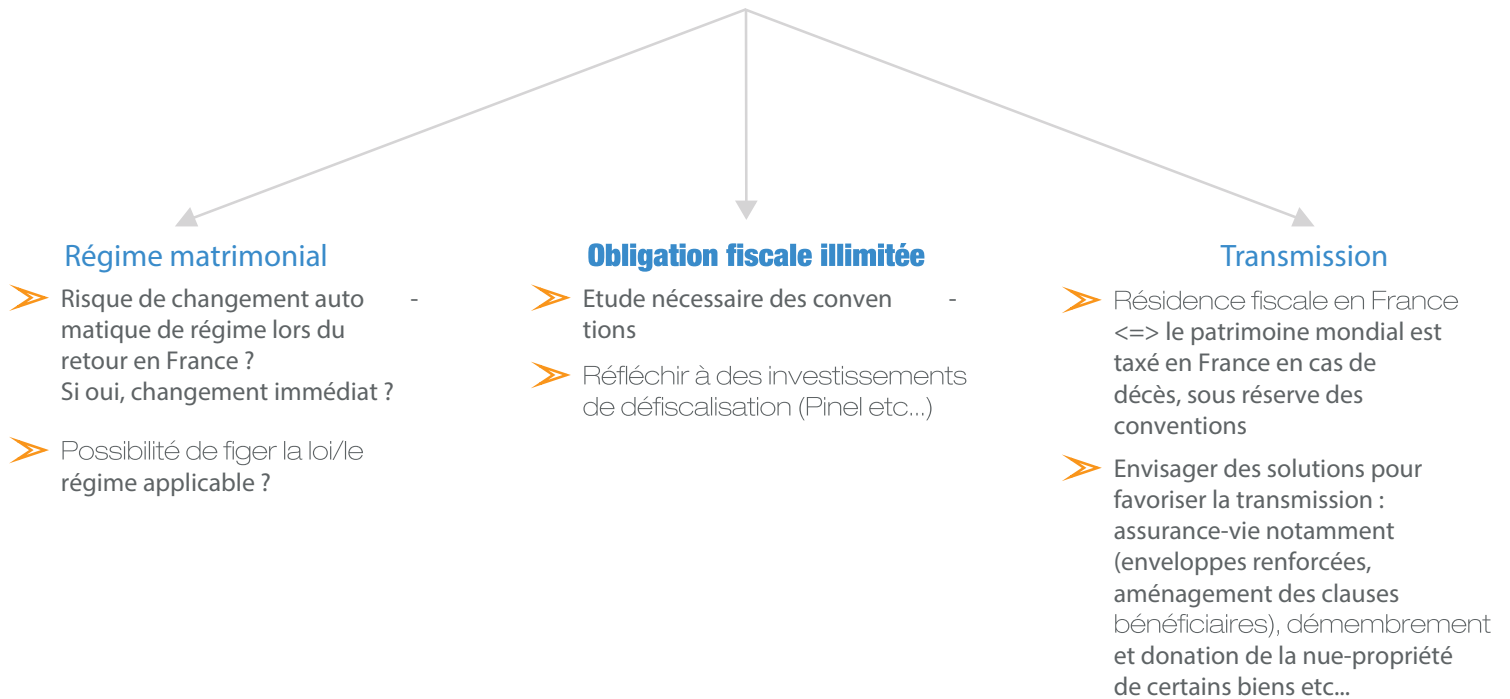 Régime matrimonial
Risque de changement auto -
matique de régime lors du
retour en France ?
Si oui, changement immédiat ?
Possibilité de figer la loi/le
régime applicable ?
Obligation fiscale illimitée
Etude nécessaire des conven -
tions
Réfléchir à des investissements
de défiscalisation (Pinel etc...)
Transmission
Résidence fiscale en France
<=> le patrimoine mondial est
taxé en France en cas de
décès, sous réserve des
conventions
Envisager des solutions pour
favoriser la transmission :
assurance-vie notamment
(enveloppes renforcées,
aménagement des clauses
bénéficiaires), démembrement
et donation de la nue-propriété
de certains biens etc...